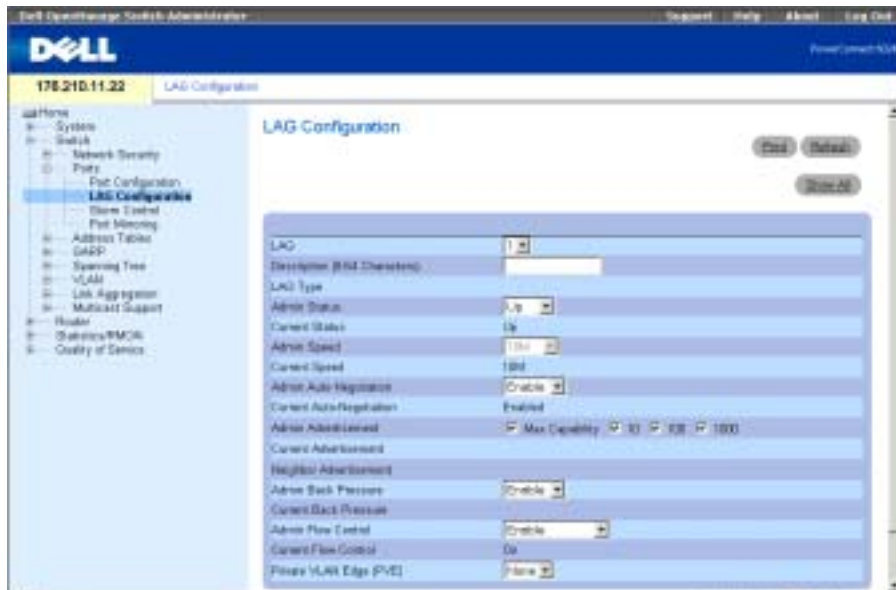 Dell OpenManage Switch Administrator
Support Help About Log Out
DELL
PowerConnect
176.210.11.22
LAG Configuration
Home
System
Switch
Network Security
Ports
Port Configuration
LAG Configuration
Storm Control
Port Mirroring
Address Tables
GARP
Spanning Tree
VLAN
Link Aggregation
Multicast Support
Router
Statistics/RMON
Quality of Service
LAG Configuration
Print Refresh
Show All
LAG 1
Description (0/64 Characters)
LAG Type
Admin Status Up
Current Status Up
Admin Speed 10M
Current Speed 10M
Admin Auto-Negotiation Enable
Current Auto-Negotiation Enabled
Admin Advertisement Max Capability 10 100 1000
Current Advertisement
Neighbor Advertisement
Admin Back Pressure Enable
Current Back Pressure
Admin Flow Control Enable
Current Flow Control On
Private VLAN Edge (PVE) None